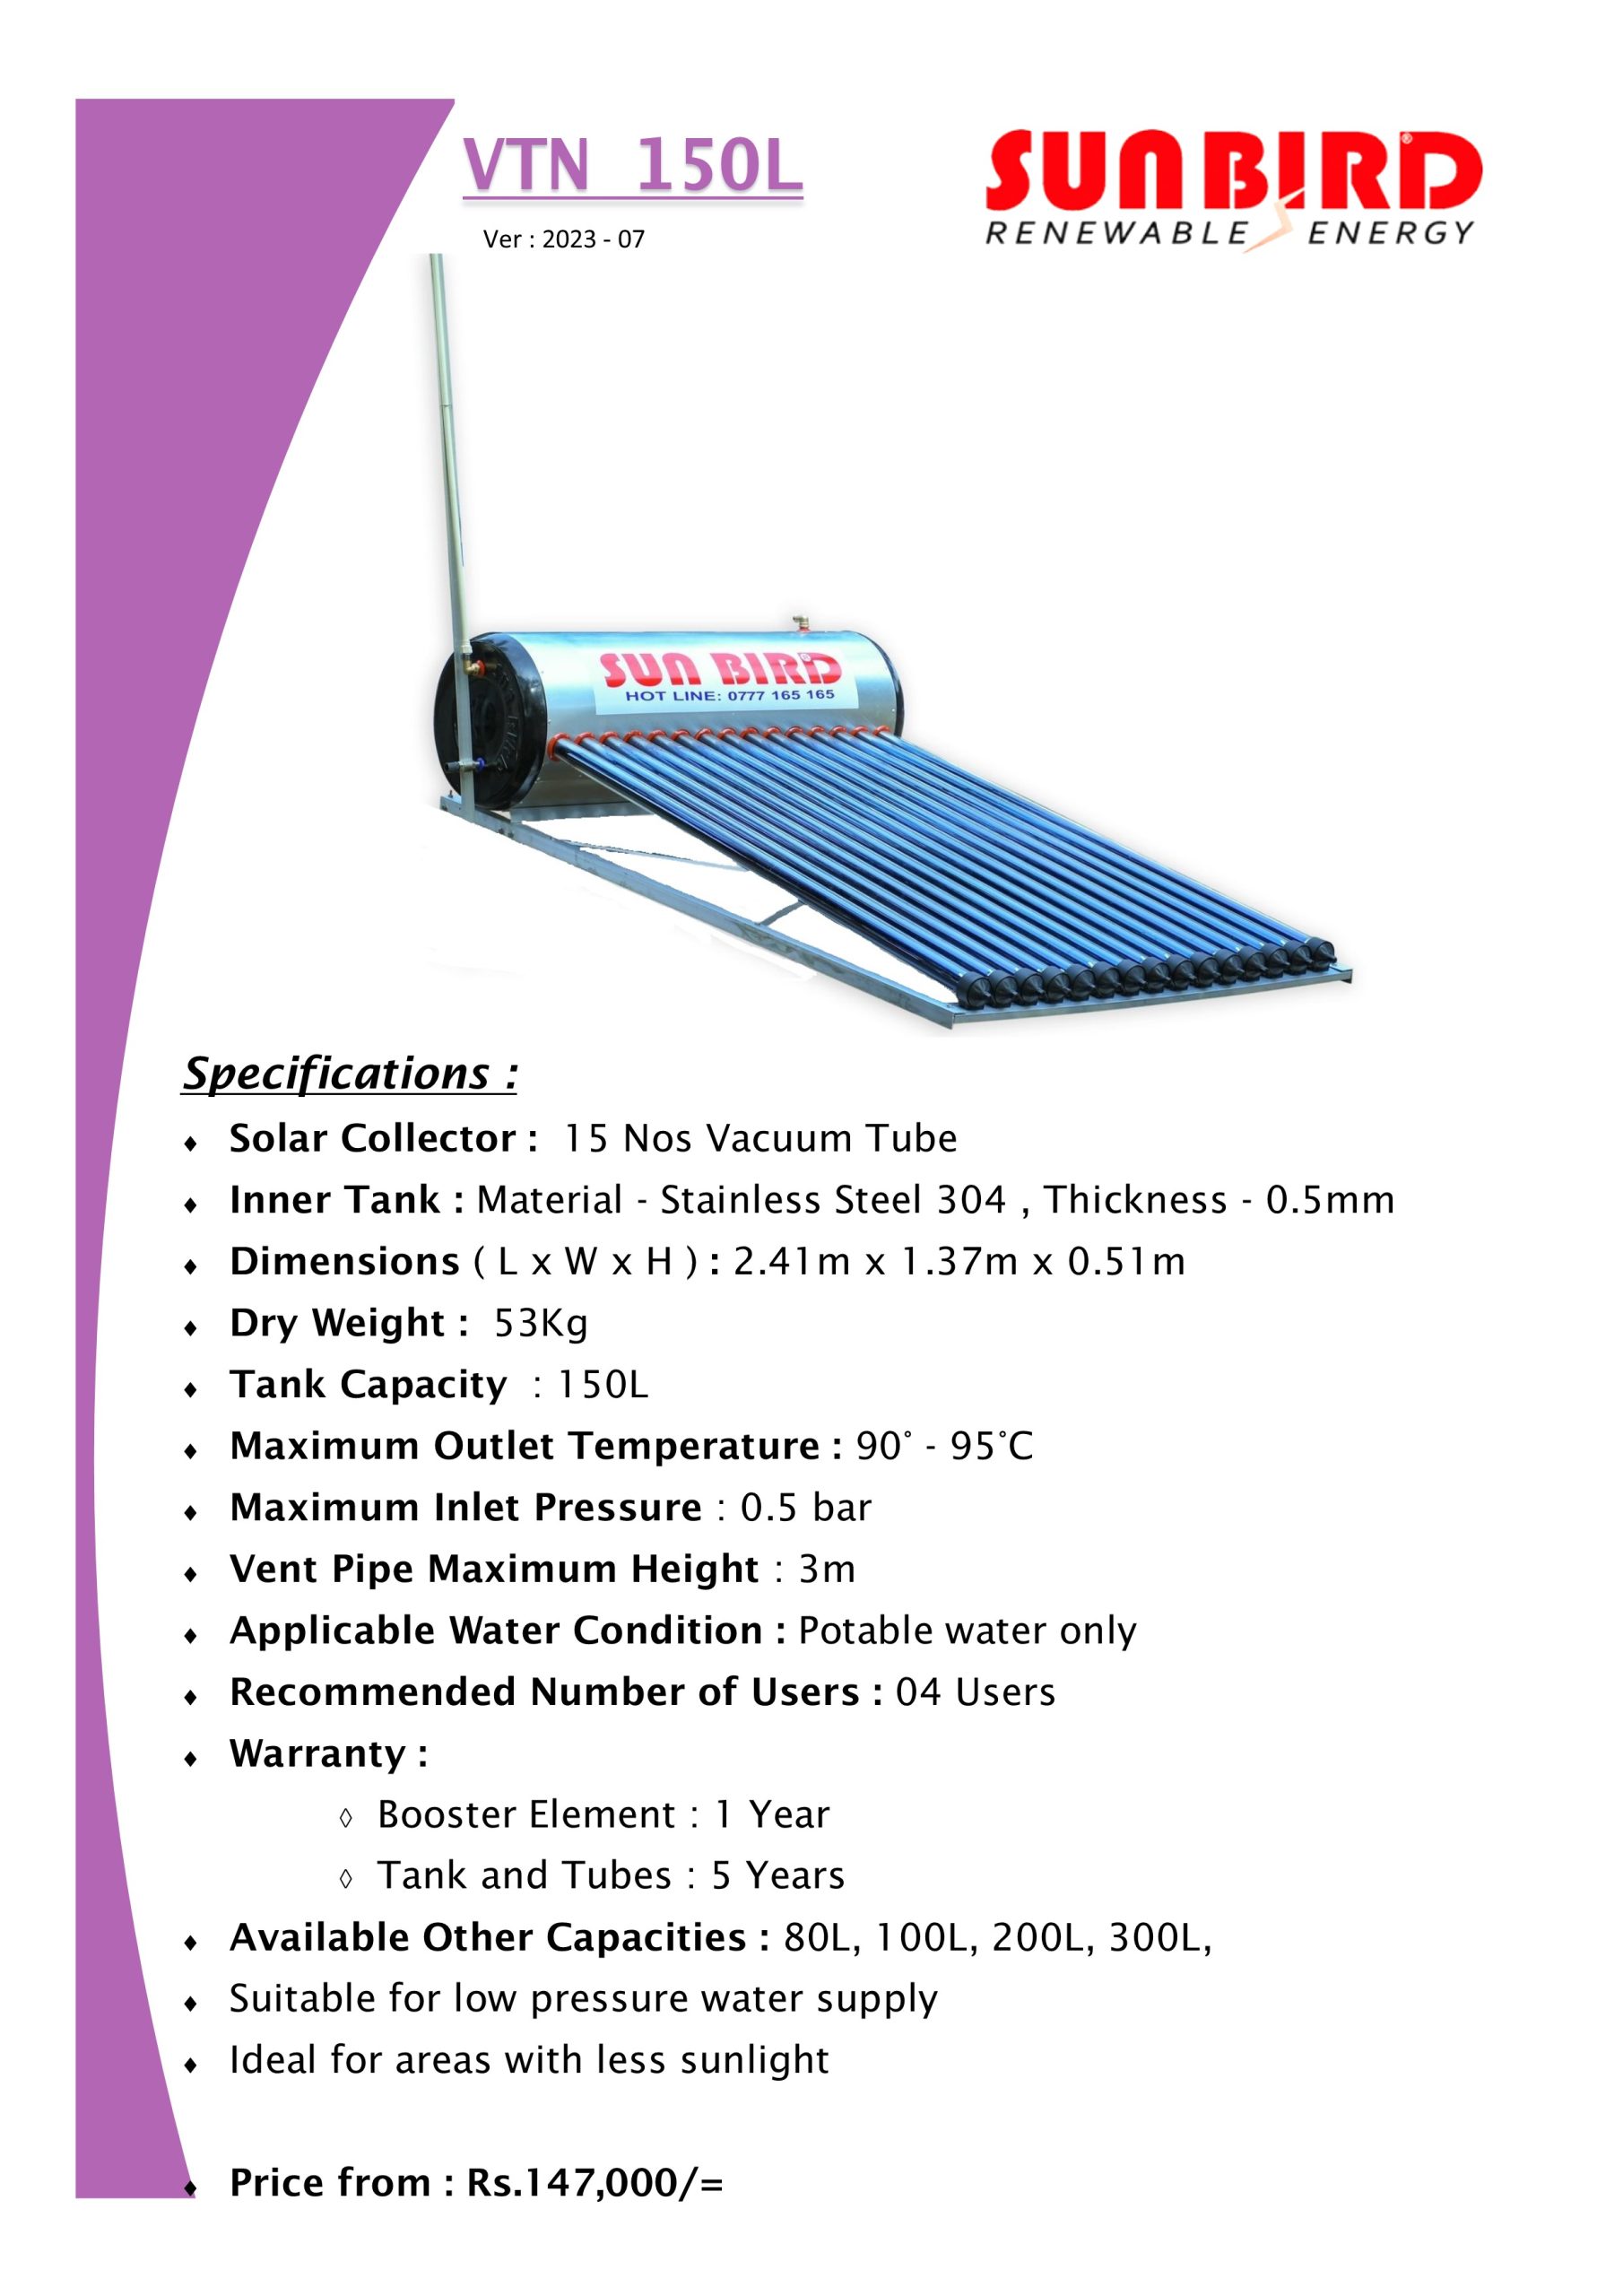 VTN 150L
SUN BIRD®
RENEWABLE ENERGY
Ver : 2023 - 07
SUN BIRD®
HOT LINE: 0777 165 165
Specifications :
♦ Solar Collector : 15 Nos Vacuum Tube
♦ Inner Tank : Material - Stainless Steel 304 , Thickness - 0.5mm
♦ Dimensions ( L x W x H ) : 2.41m x 1.37m x 0.51m
♦ Dry Weight : 53Kg
♦ Tank Capacity : 150L
♦ Maximum Outlet Temperature : 90˚ - 95˚C
♦ Maximum Inlet Pressure : 0.5 bar
♦ Vent Pipe Maximum Height : 3m
♦ Applicable Water Condition : Potable water only
♦ Recommended Number of Users : 04 Users
♦ Warranty :
◊ Booster Element : 1 Year
◊ Tank and Tubes : 5 Years
♦ Available Other Capacities : 80L, 100L, 200L, 300L,
♦ Suitable for low pressure water supply
♦ Ideal for areas with less sunlight
♦ Price from : Rs.147,000/=